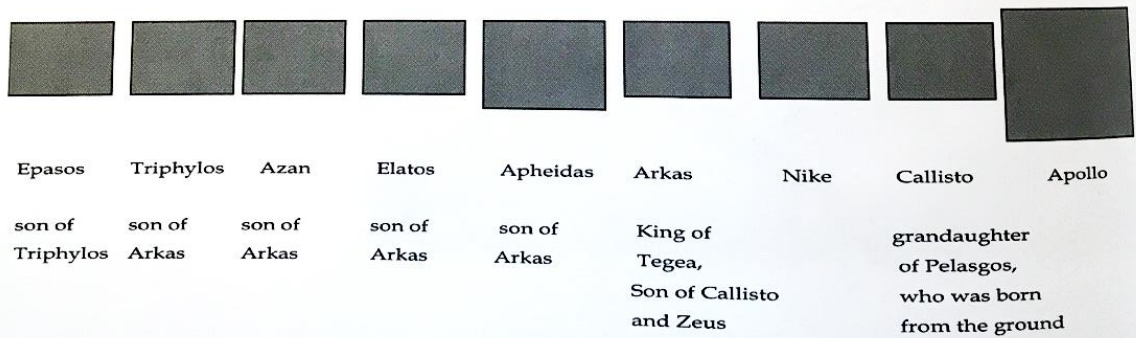 Epasos Triphylos Azan Elatos Apheidas Arkas Nike Callisto Apollo
son of son of son of son of son of King of grandaughter
Triphylos Arkas Arkas Arkas Arkas Tegea, of Pelasgos,
Son of Callisto who was born
and Zeus from the ground